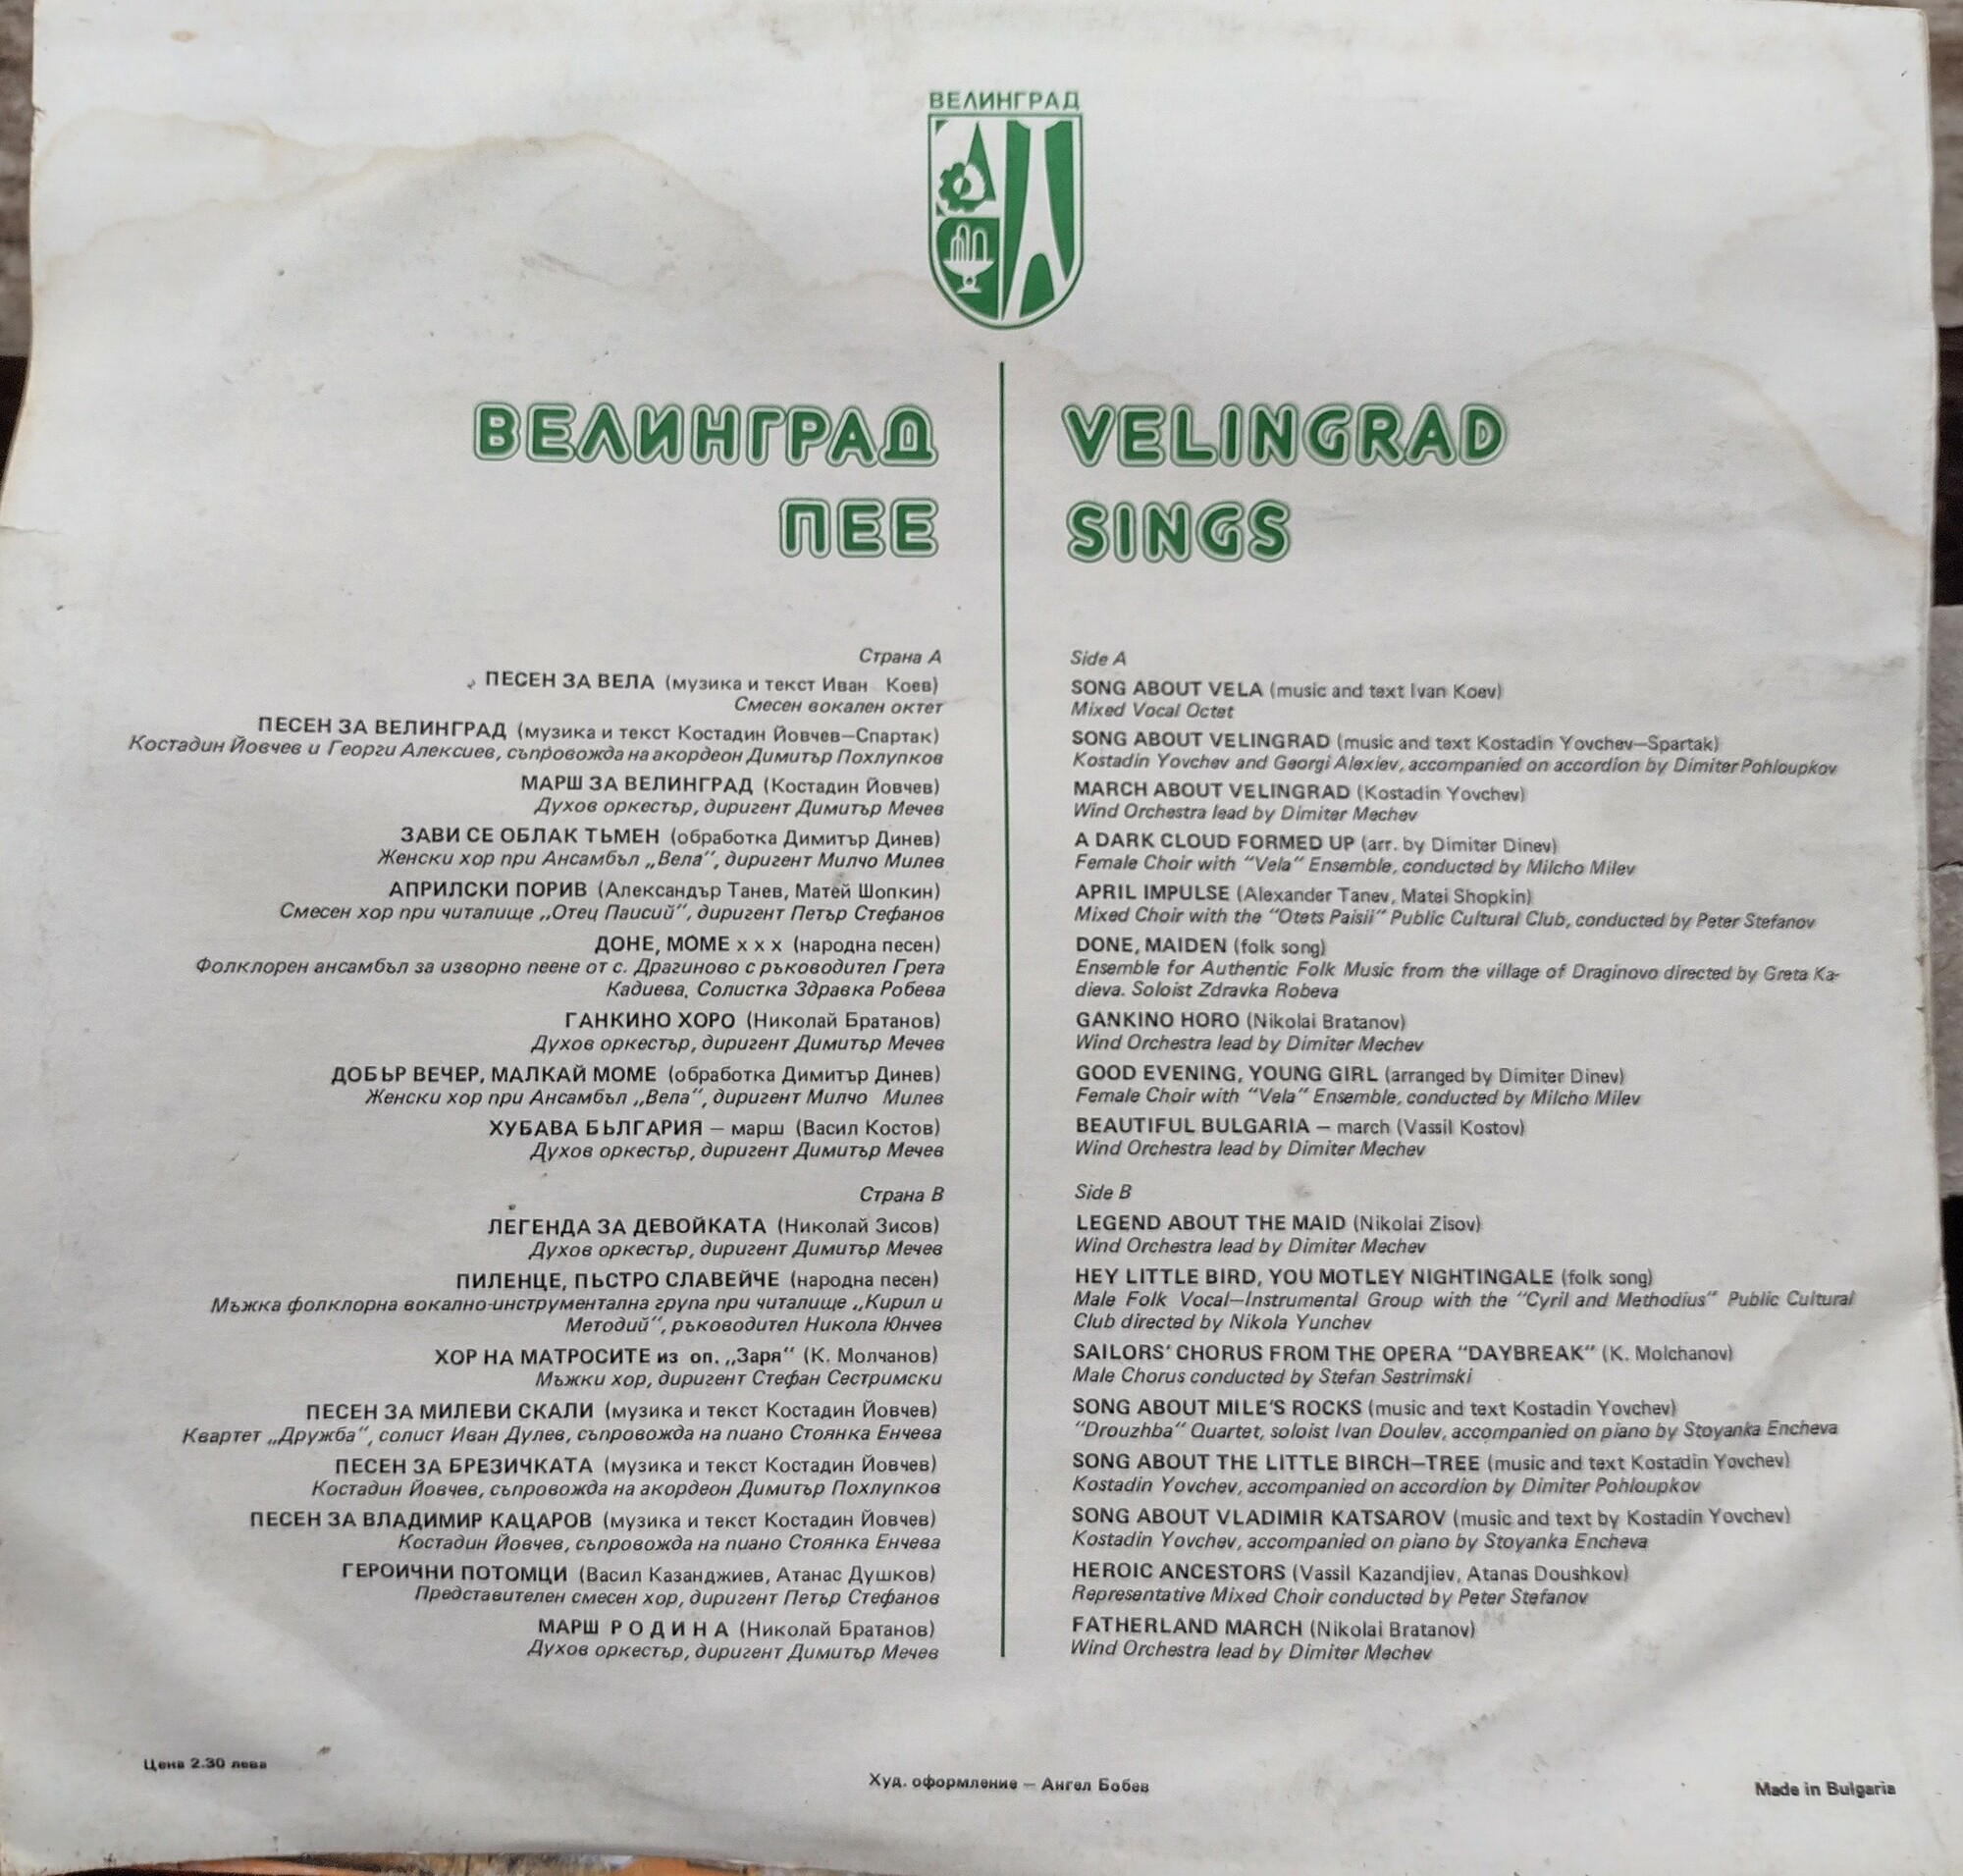 ВЕЛИНГРАД
ВЕЛИНГРАД
ПЕЕ
Страна А
ПЕСЕН ЗА ВЕЛА (музика и текст Иван Коев)
Смесен вокален октет
ПЕСЕН ЗА ВЕЛИНГРАД (музика и текст Костадин Йовчев—Спартак)
Костадин Йовчев и Георги Алексиев, съпровожда на акордеон Димитър Похлупков
МАРШ ЗА ВЕЛИНГРАД (Костадин Йовчев)
Духов оркестър, диригент Димитър Мечев
ЗАВИ СЕ ОБЛАК ТЪМЕН (обработка Димитър Динев)
Женски хор при Ансамбъл „Вела“, диригент Милчо Милев
АПРИЛСКИ ПОРИВ (Александър Танев, Матей Шопкин)
Смесен хор при читалище „Отец Паисий“, диригент Петър Стефанов
ДОНЕ, МОМЕ x x x (народна песен)
Фолклорен ансамбъл за изворно пеене от с. Драгиново с ръководител Грета
Кадиева. Солистка Здравка Робева
ГАНКИНО ХОРО (Николай Братанов)
Духов оркестър, диригент Димитър Мечев
ДОБЪР ВЕЧЕР, МАЛКАЙ МОМЕ (обработка Димитър Динев)
Женски хор при Ансамбъл „Вела“, диригент Милчо Милев
ХУБАВА БЪЛГАРИЯ — марш (Васил Костов)
Духов оркестър, диригент Димитър Мечев
Страна В
ЛЕГЕНДА ЗА ДЕВОЙКАТА (Николай Зисов)
Духов оркестър, диригент Димитър Мечев
ПИЛЕНЦЕ, ПЪСТРО СЛАВЕЙЧЕ (народна песен)
Мъжка фолклорна вокално-инструментална група при читалище „Кирил и
Методий“, ръководител Никола Юнчев
ХОР НА МАТРОСИТЕ из оп. „Заря“ (К. Молчанов)
Мъжки хор, диригент Стефан Сестримски
ПЕСЕН ЗА МИЛЕВИ СКАЛИ (музика и текст Костадин Йовчев)
Квартет „Дружба“, солист Иван Дулев, съпровожда на пиано Стоянка Енчева
ПЕСЕН ЗА БРЕЗИЧКАТА (музика и текст Костадин Йовчев)
Костадин Йовчев, съпровожда на акордеон Димитър Похлупков
ПЕСЕН ЗА ВЛАДИМИР КАЦАРОВ (музика и текст Костадин Йовчев)
Костадин Йовчев, съпровожда на пиано Стоянка Енчева
ГЕРОИЧНИ ПОТОМЦИ (Васил Казанджиев, Атанас Душков)
Представителен смесен хор, диригент Петър Стефанов
МАРШ Р О Д И Н А (Николай Братанов)
Духов оркестър, диригент Димитър Мечев
VELINGRAD
SINGS
Side A
SONG ABOUT VELA (music and text Ivan Koev)
Mixed Vocal Octet
SONG ABOUT VELINGRAD (music and text Kostadin Yovchev—Spartak)
Kostadin Yovchev and Georgi Alexiev, accompanied on accordion by Dimiter Pohloupkov
MARCH ABOUT VELINGRAD (Kostadin Yovchev)
Wind Orchestra lead by Dimiter Mechev
A DARK CLOUD FORMED UP (arr. by Dimiter Dinev)
Female Choir with “Vela“ Ensemble, conducted by Milcho Milev
APRIL IMPULSE (Alexander Tanev, Matei Shopkin)
Mixed Choir with the “Otets Paisii“ Public Cultural Club, conducted by Peter Stefanov
DONE, MAIDEN (folk song)
Ensemble for Authentic Folk Music from the village of Draginovo directed by Greta Ka-
dieva. Soloist Zdravka Robeva
GANKINO HORO (Nikolai Bratanov)
Wind Orchestra lead by Dimiter Mechev
GOOD EVENING, YOUNG GIRL (arranged by Dimiter Dinev)
Female Choir with “Vela“ Ensemble, conducted by Milcho Milev
BEAUTIFUL BULGARIA — march (Vassil Kostov)
Wind Orchestra lead by Dimiter Mechev
Side B
LEGEND ABOUT THE MAID (Nikolai Zisov)
Wind Orchestra lead by Dimiter Mechev
HEY LITTLE BIRD, YOU MOTLEY NIGHTINGALE (folk song)
Male Folk Vocal—Instrumental Group with the “Cyril and Methodius“ Public Cultural
Club directed by Nikola Yunchev
SAILORS’ CHORUS FROM THE OPERA “DAYBREAK“ (K. Molchanov)
Male Chorus conducted by Stefan Sestrimski
SONG ABOUT MILE’S ROCKS (music and text Kostadin Yovchev)
“Drouzhba“ Quartet, soloist Ivan Doulev, accompanied on piano by Stoyanka Encheva
SONG ABOUT THE LITTLE BIRCH—TREE (music and text Kostadin Yovchev)
Kostadin Yovchev, accompanied on accordion by Dimiter Pohloupkov
SONG ABOUT VLADIMIR KATSAROV (music and text by Kostadin Yovchev)
Kostadin Yovchev, accompanied on piano by Stoyanka Encheva
HEROIC ANCESTORS (Vassil Kazandjiev, Atanas Doushkov)
Representative Mixed Choir conducted by Peter Stefanov
FATHERLAND MARCH (Nikolai Bratanov)
Wind Orchestra lead by Dimiter Mechev
Цена 2.30 лева
Худ. оформление — Ангел Бобев
Made in Bulgaria